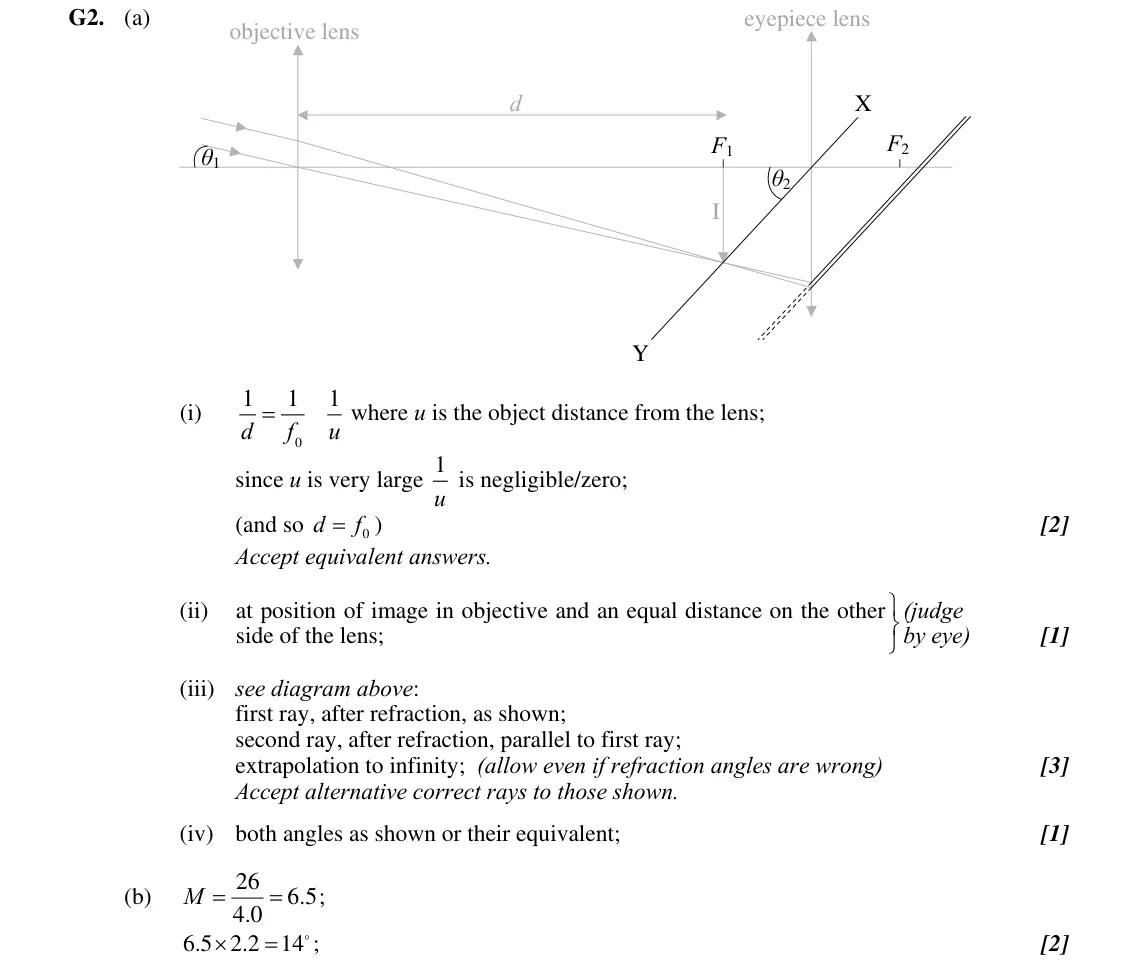 G2. (a)
objective lens
eyepiece lens
d
X
θ1
F1
F2
θ2
I
Y
(i) 1/d = 1/f0 1/u where u is the object distance from the lens;
since u is very large 1/u is negligible/zero;
(and so d = f0) [2]
Accept equivalent answers.
(ii) at position of image in objective and an equal distance on the other (judge
side of the lens; by eye) [1]
(iii) see diagram above:
first ray, after refraction, as shown;
second ray, after refraction, parallel to first ray;
extrapolation to infinity; (allow even if refraction angles are wrong) [3]
Accept alternative correct rays to those shown.
(iv) both angles as shown or their equivalent; [1]
(b) M = 26/4.0 = 6.5;
6.5 × 2.2 = 14°; [2]